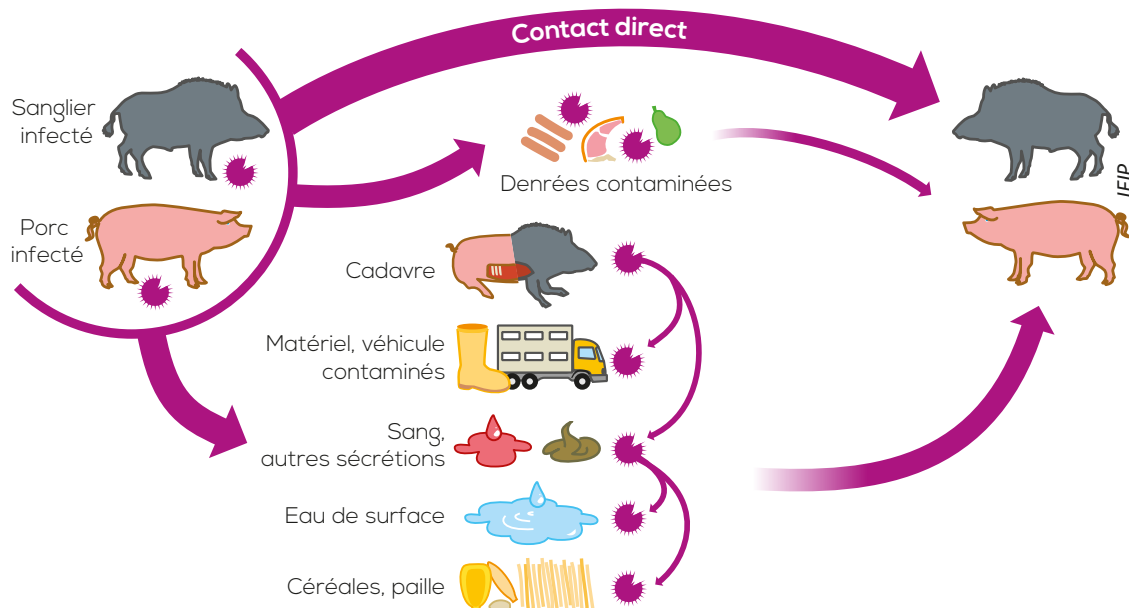 Contact direct
Sanglier
infecté
Porc
infecté
Denrées contaminées
IFIP
Cadavre
Matériel, véhicule
contaminés
Sang,
autres sécrétions
Eau de surface
Céréales, paille